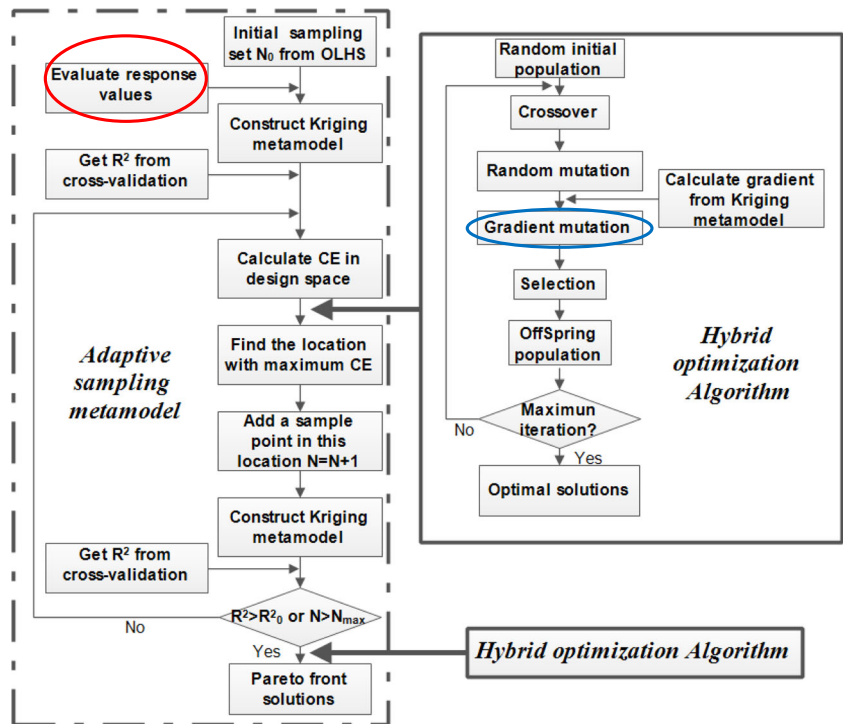 Initial sampling
set N₀ from OLHS
Evaluate response
values
Construct Kriging
metamodel
Get R² from
cross-validation
Calculate CE in
design space
Find the location
with maximum CE
Adaptive
sampling
metamodel
Add a sample
point in this
location N=N+1
Construct Kriging
metamodel
Get R² from
cross-validation
R²>R²₀ or N>Nₘₐₓ
No
Yes
Pareto front
solutions
Random initial
population
Crossover
Random mutation
Calculate gradient
from Kriging
metamodel
Gradient mutation
Selection
OffSpring
population
Hybrid
optimization
Algorithm
Maximun
iteration?
No
Yes
Optimal solutions
Hybrid optimization Algorithm